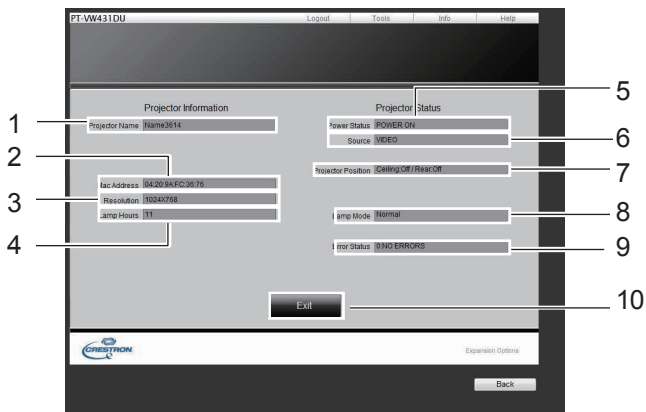 PT-VW431DU Logout Tools Info Help
Projector Information Projector Status
1 Projector Name Name3614
Power Status POWER ON 5
Source VIDEO 6
2
Mac Address 04:20:9A:FC:36:76
3 Resolution 1024X768
4 Lamp Hours 11
Projector Position Ceiling:Off / Rear:Off 7
Lamp Mode Normal 8
Error Status 0:NO ERRORS 9
Exit 10
CRESTRON Expansion Options
Back